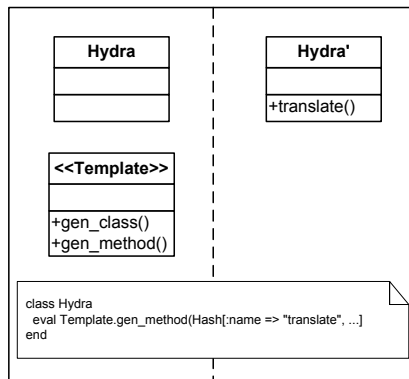 Hydra
Hydra'
+translate()
<<Template>>
+gen_class()
+gen_method()
class Hydra
eval Template.gen_method(Hash[:name => "translate", ...]
end